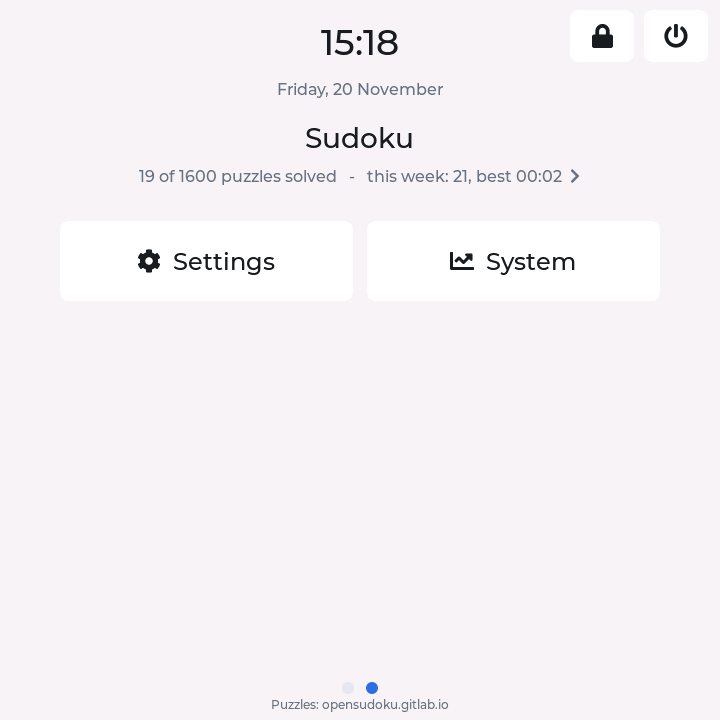 15:18
Friday, 20 November
Sudoku
19 of 1600 puzzles solved - this week: 21, best 00:02
Settings
System
Puzzles: opensudoku.gitlab.io